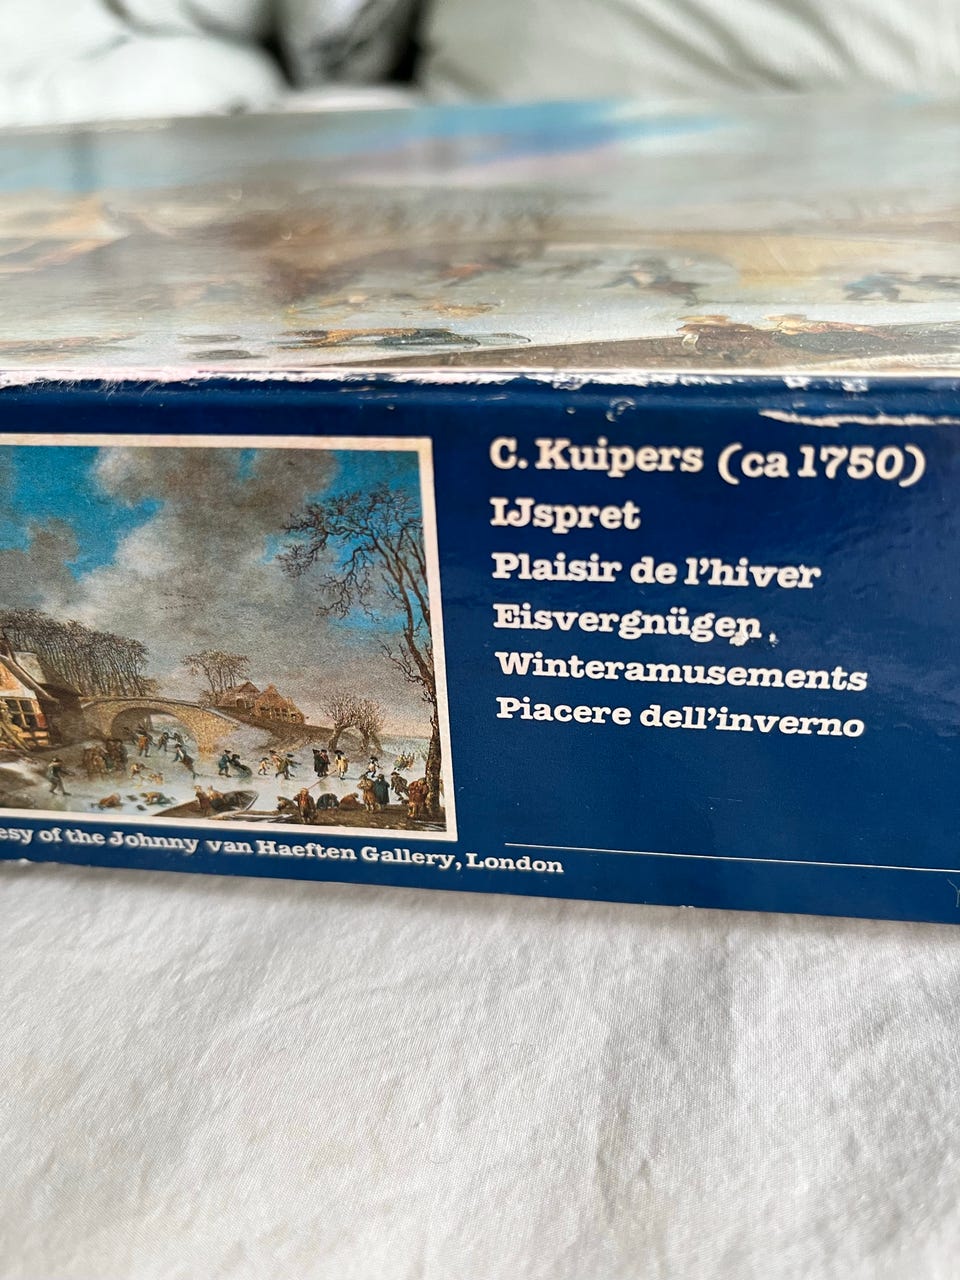 C. Kuipers (ca 1750)
IJspret
Plaisir de l'hiver
Eisvergnügen
Winteramusements
Piacere dell'inverno
of the Johnny van Haeften Gallery, London